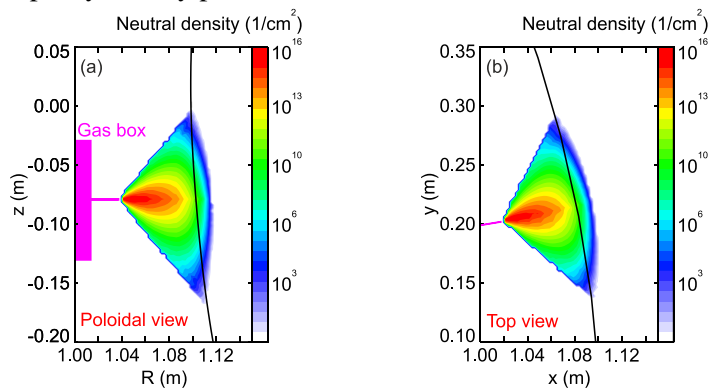 Neutral density (1/cm²)
(a)
Gas box
Poloidal view
z (m)
0.05
0.00
-0.05
-0.10
-0.15
-0.20
1.00 1.04 1.08 1.12
R (m)
10¹⁶
10¹³
10¹⁰
10⁶
10³
Neutral density (1/cm²)
(b)
Top view
y (m)
0.35
0.30
0.25
0.20
0.15
0.10
1.00 1.04 1.08 1.12
x (m)
10¹⁶
10¹³
10¹⁰
10⁶
10³